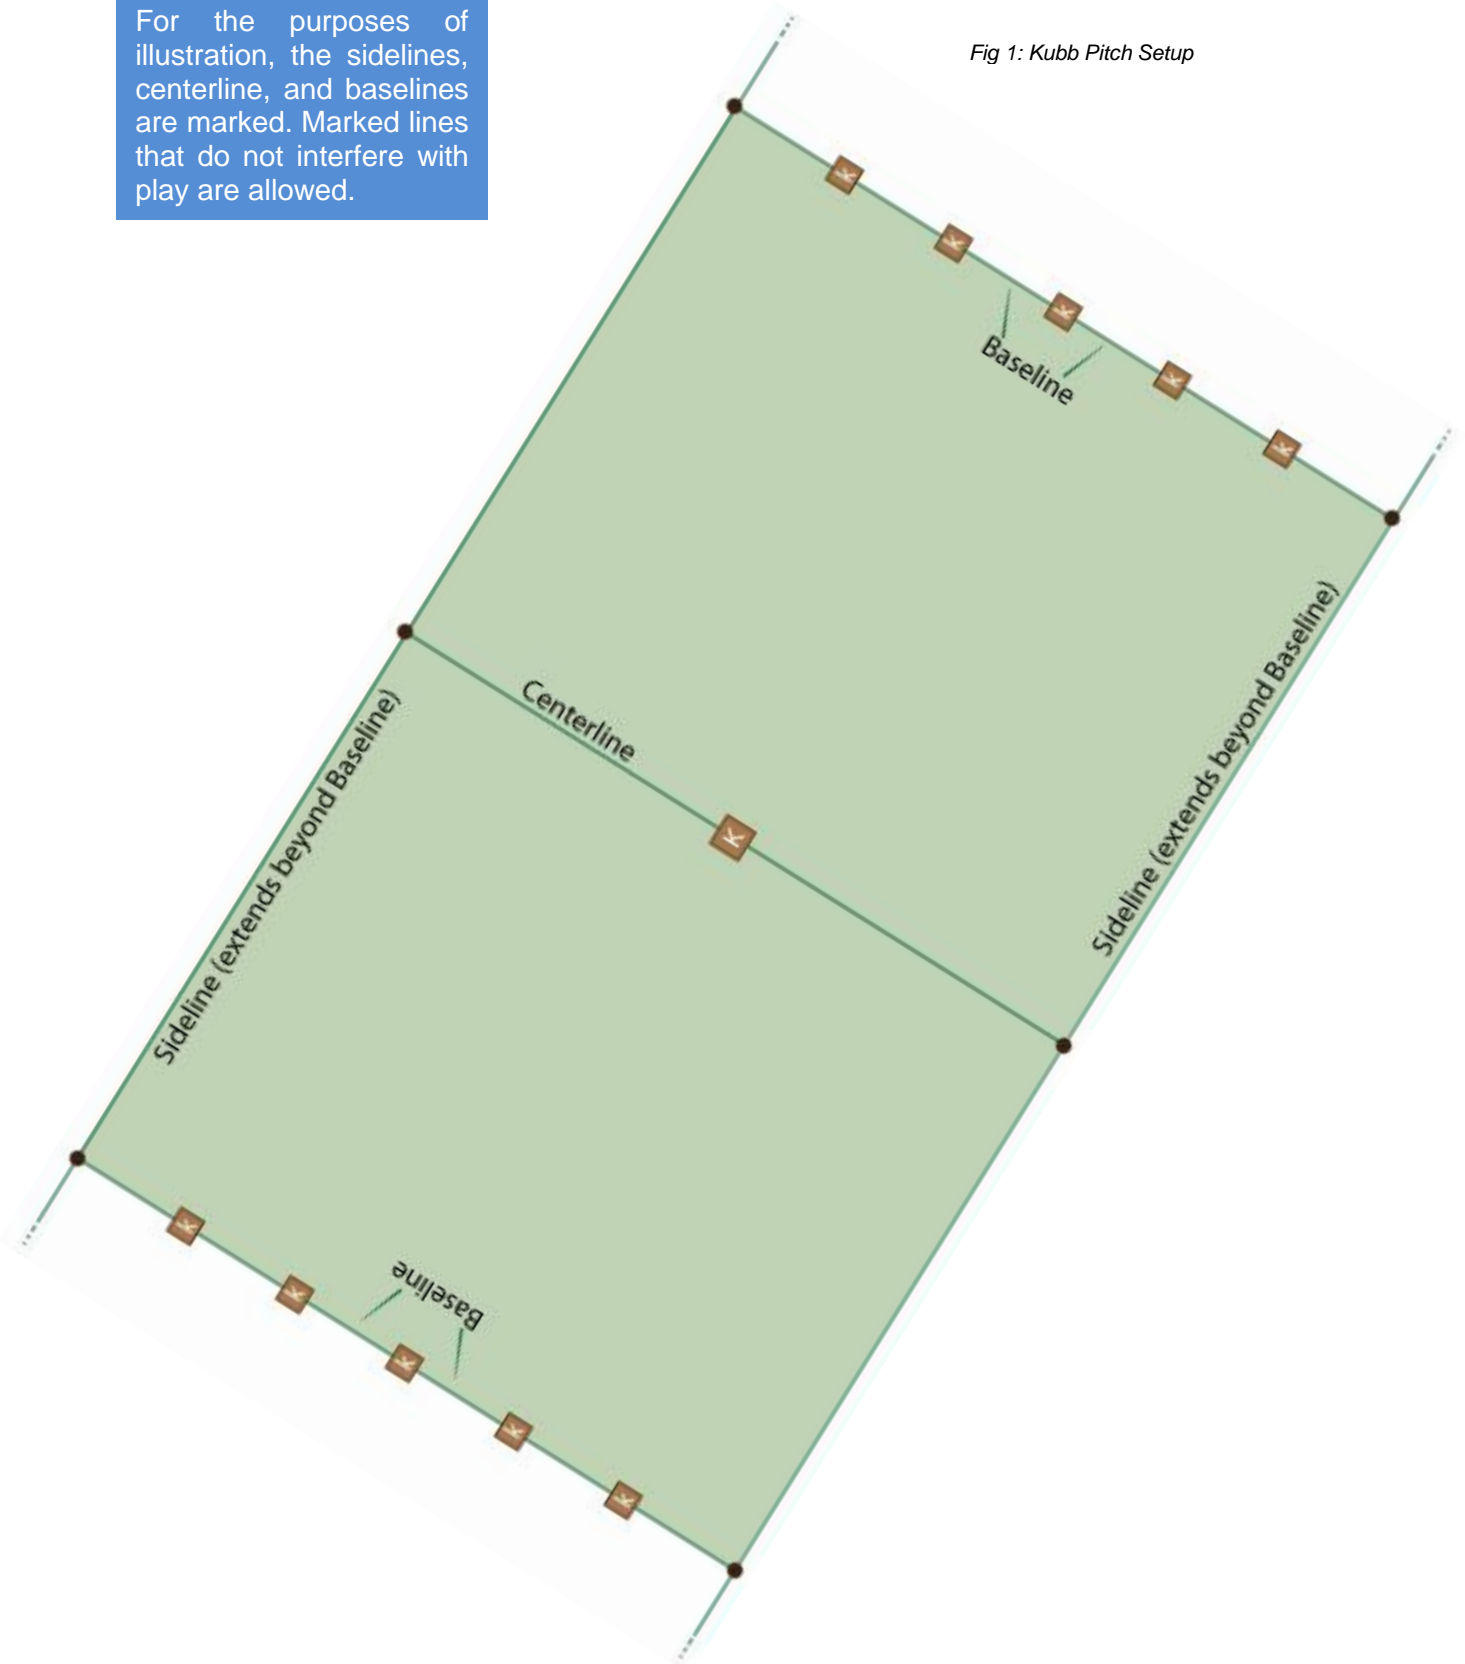 For the purposes of
illustration, the sidelines,
centerline, and baselines
are marked. Marked lines
that do not interfere with
play are allowed.
Fig 1: Kubb Pitch Setup
K
K
K
Baseline
K
K
Sideline (extends beyond Baseline)
Centerline
Sideline (extends beyond Baseline)
K
K
K
Baseline
K
K
K